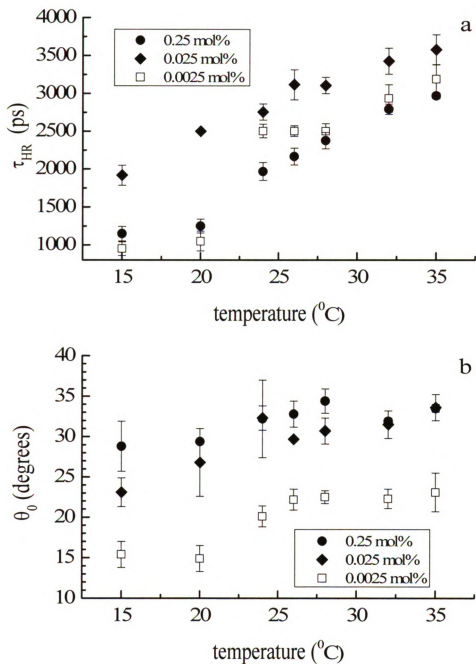 a
4000
3500
3000
2500
2000
1500
1000
τHR (ps)
0.25 mol%
0.025 mol%
0.0025 mol%
15 20 25 30 35
temperature (⁰C)
b
40
35
30
25
20
15
10
θ0 (degrees)
0.25 mol%
0.025 mol%
0.0025 mol%
15 20 25 30 35
temperature (⁰C)